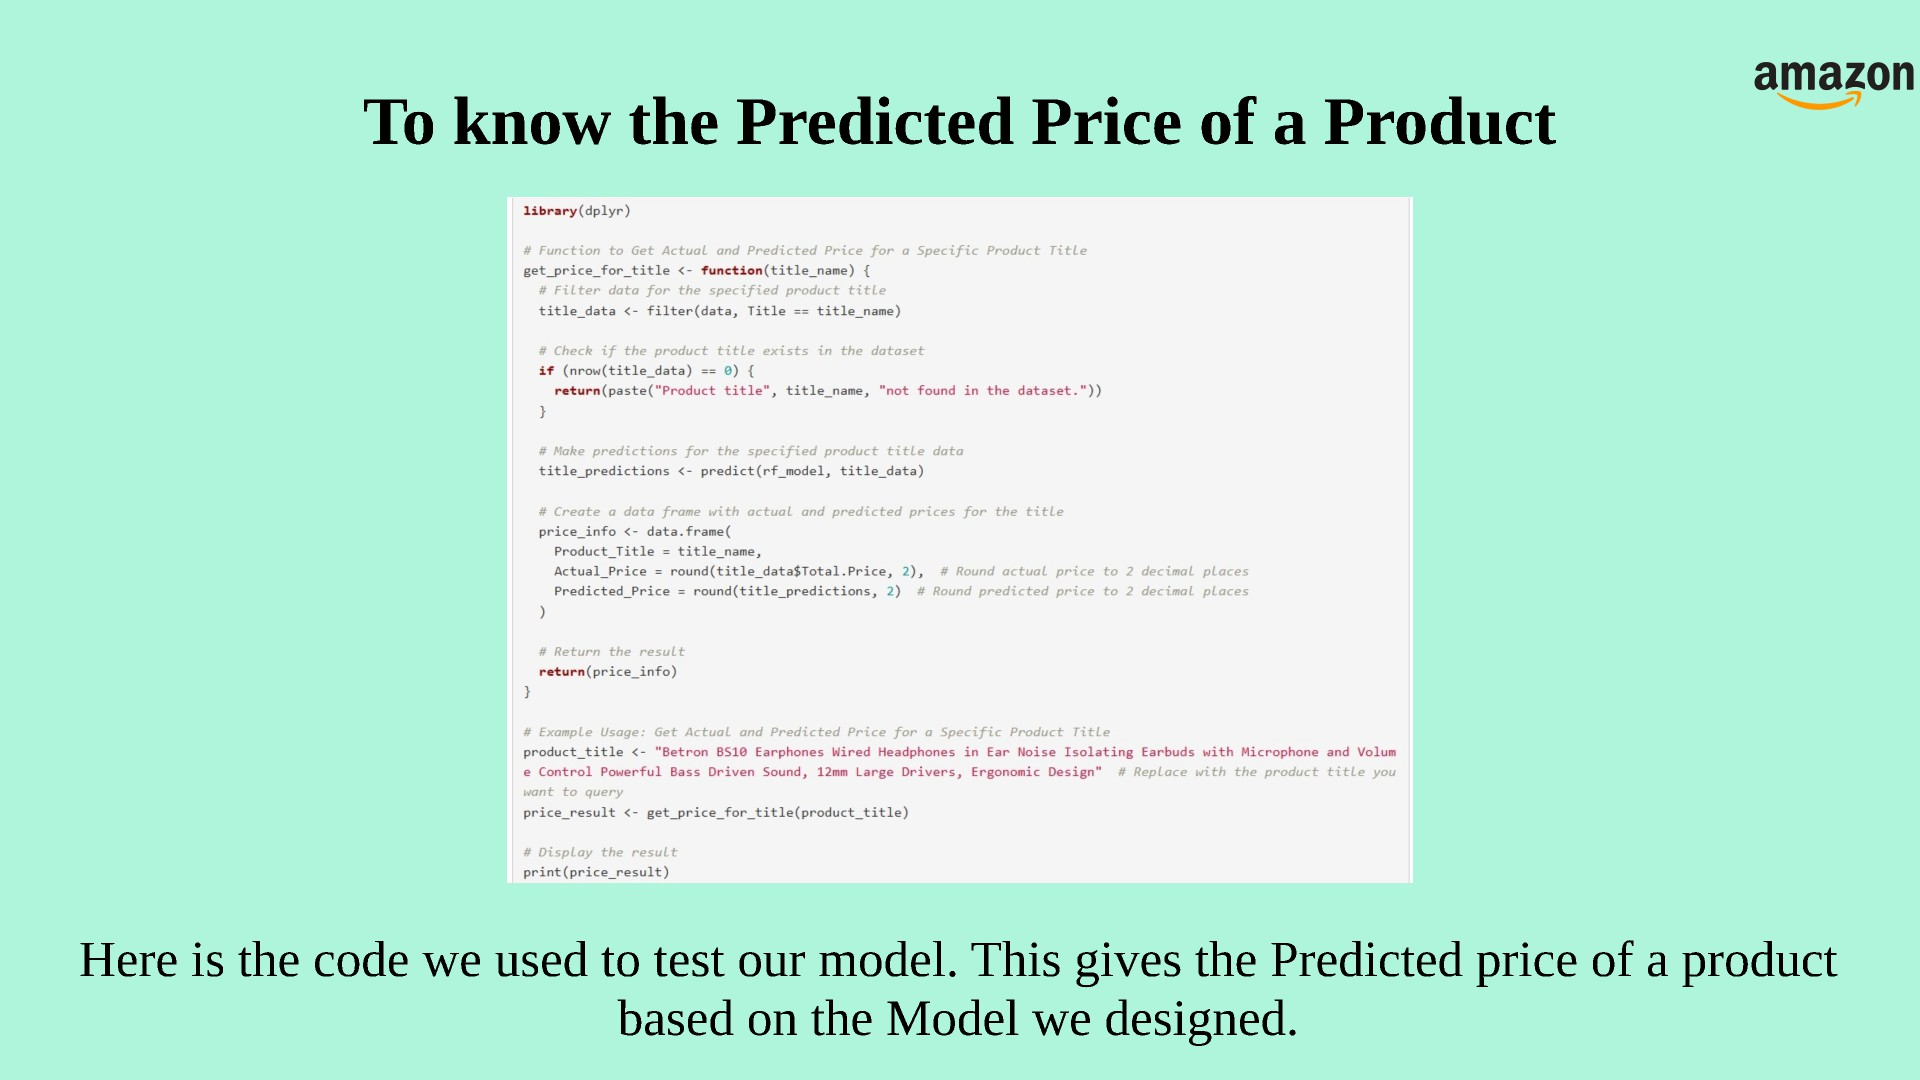 amazon
To know the Predicted Price of a Product
library(dplyr)
# Function to Get Actual and Predicted Price for a Specific Product Title
get_price_for_title <- function(title_name) {
  # Filter data for the specified product title
  title_data <- filter(data, Title == title_name)
  # Check if the product title exists in the dataset
  if (nrow(title_data) == 0) {
    return(paste("Product title", title_name, "not found in the dataset."))
  }
  # Make predictions for the specified product title data
  title_predictions <- predict(rf_model, title_data)
  # Create a data frame with actual and predicted prices for the title
  price_info <- data.frame(
    Product_Title = title_name,
    Actual_Price = round(title_data$Total.Price, 2),  # Round actual price to 2 decimal places
    Predicted_Price = round(title_predictions, 2)  # Round predicted price to 2 decimal places
  )
  # Return the result
  return(price_info)
}
# Example Usage: Get Actual and Predicted Price for a Specific Product Title
product_title <- "Betron BS10 Earphones Wired Headphones in Ear Noise Isolating Earbuds with Microphone and Volum
e Control Powerful Bass Driven Sound, 12mm Large Drivers, Ergonomic Design"  # Replace with the product title you
want to query
price_result <- get_price_for_title(product_title)
# Display the result
print(price_result)
Here is the code we used to test our model. This gives the Predicted price of a product
based on the Model we designed.